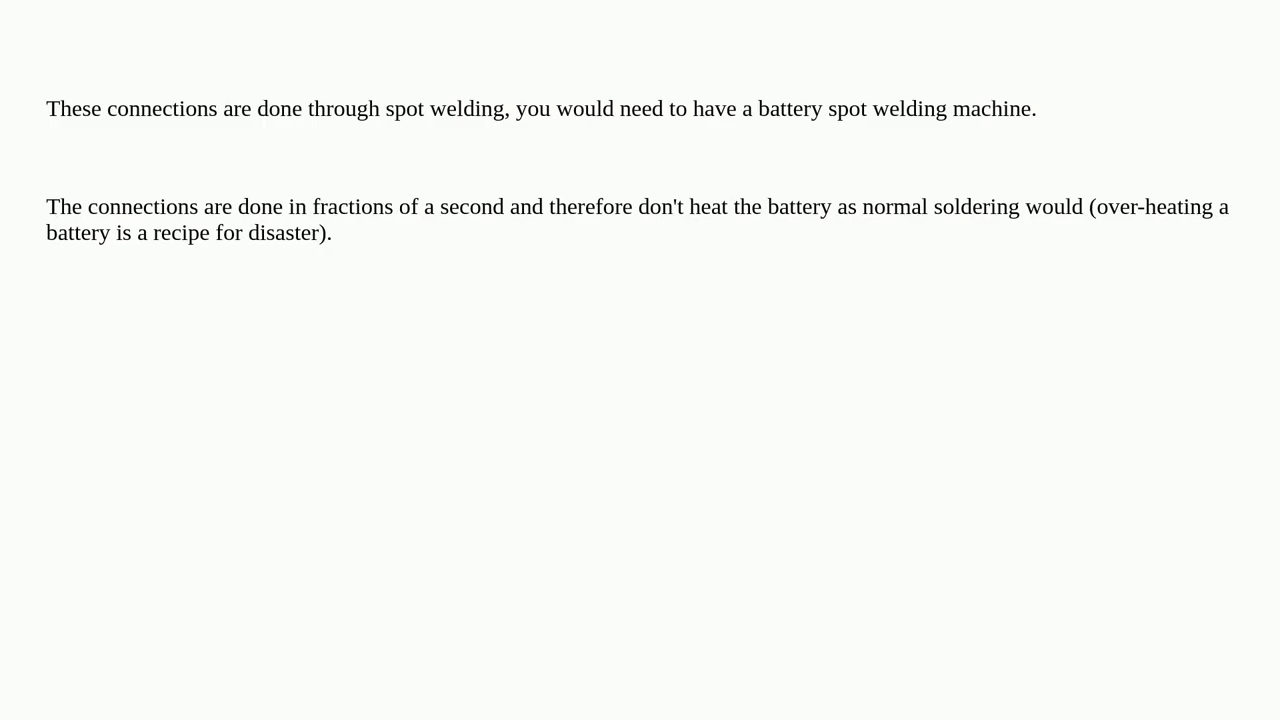 These connections are done through spot welding, you would need to have a battery spot welding machine.
The connections are done in fractions of a second and therefore don't heat the battery as normal soldering would (over-heating a
battery is a recipe for disaster).